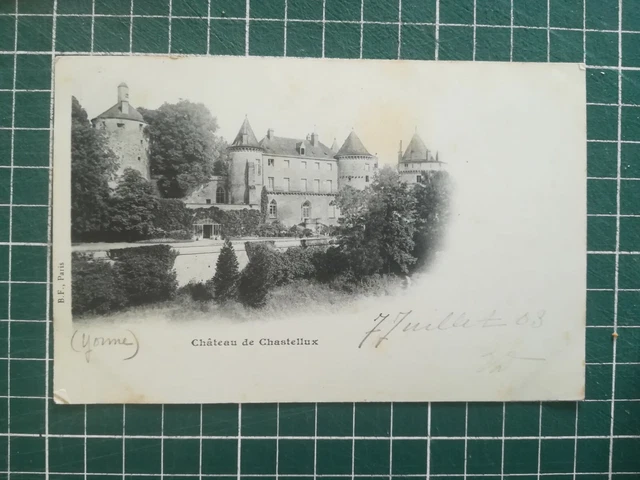 B.F., Paris
(Yonne)
Château de Chastellux
7 Juillet 03